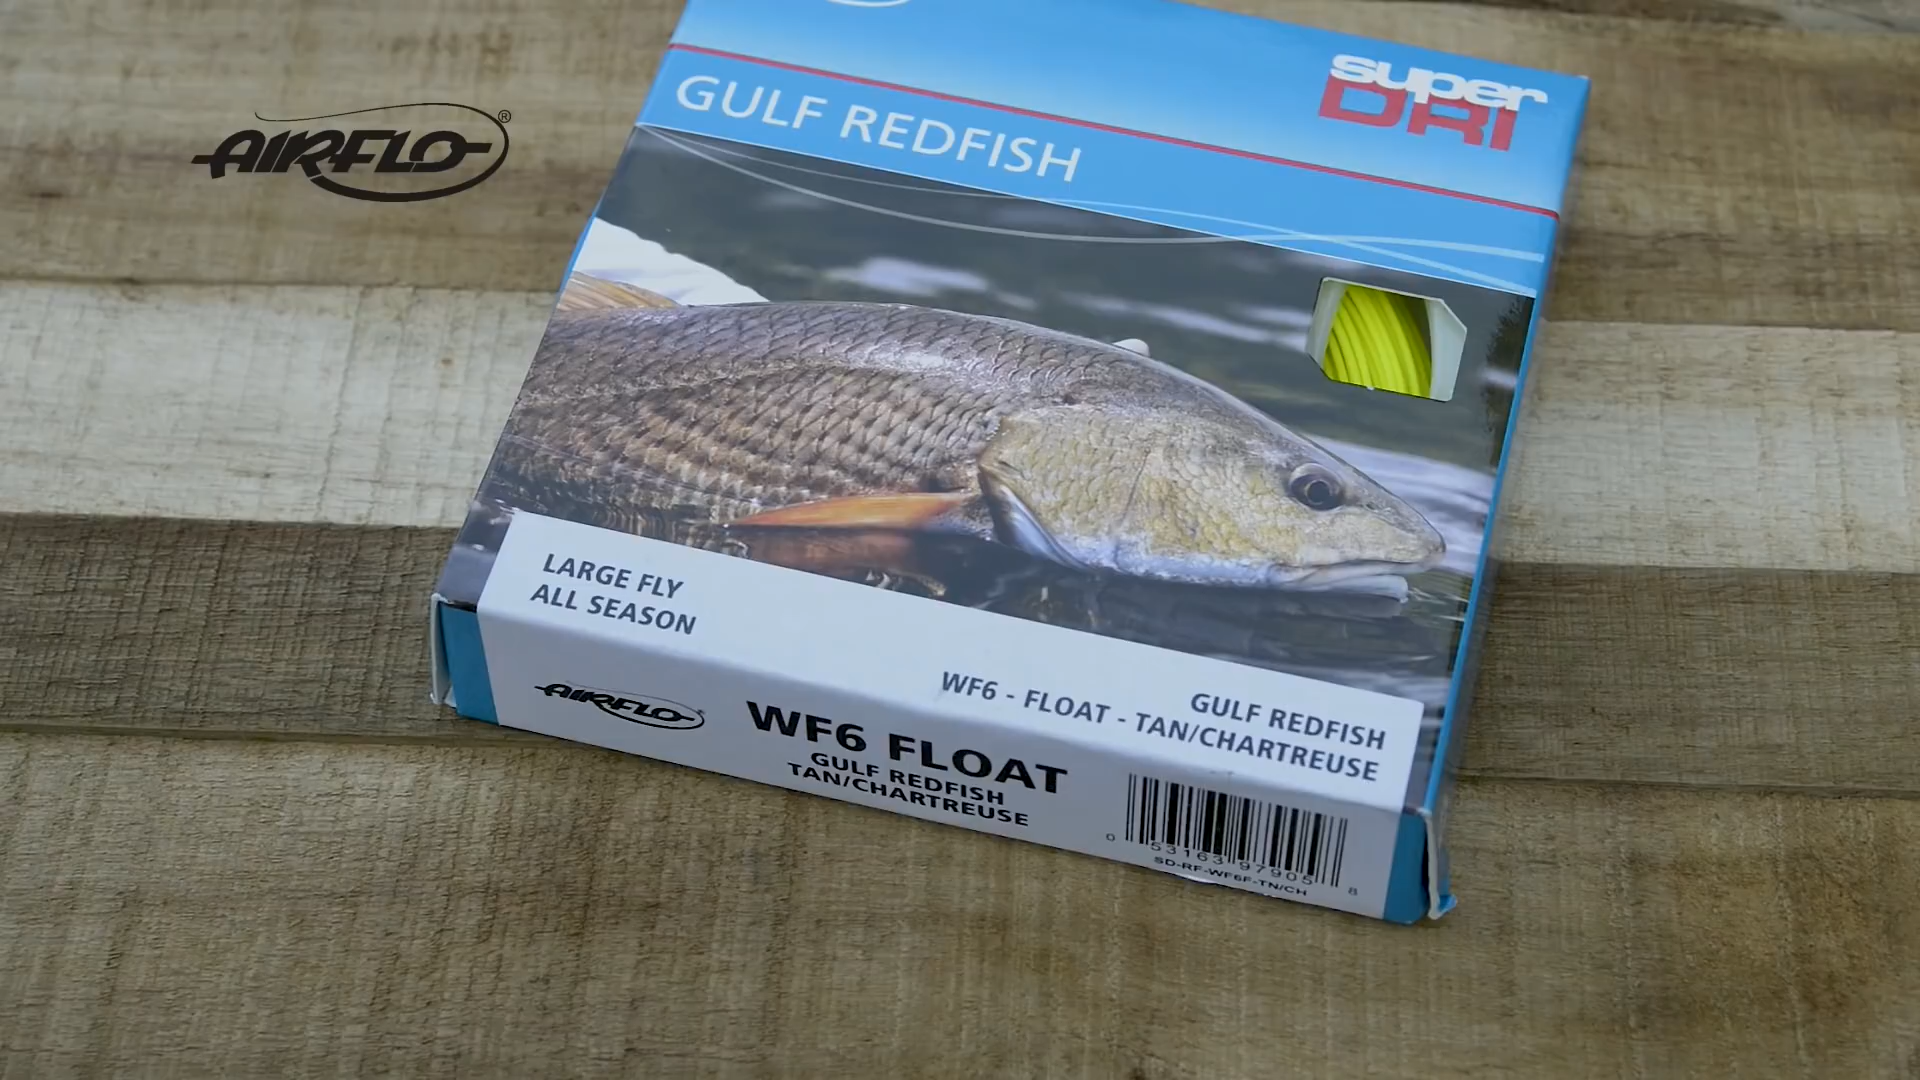 AIRFLO®
super
DRI
GULF REDFISH
LARGE FLY
ALL SEASON
GULF REDFISH
WF6 - FLOAT - TAN/CHARTREUSE
AIRFLO
WF6 FLOAT
GULF REDFISH
TAN/CHARTREUSE
0 53163 97905 8
SD-RF-WF6F-TN/CH